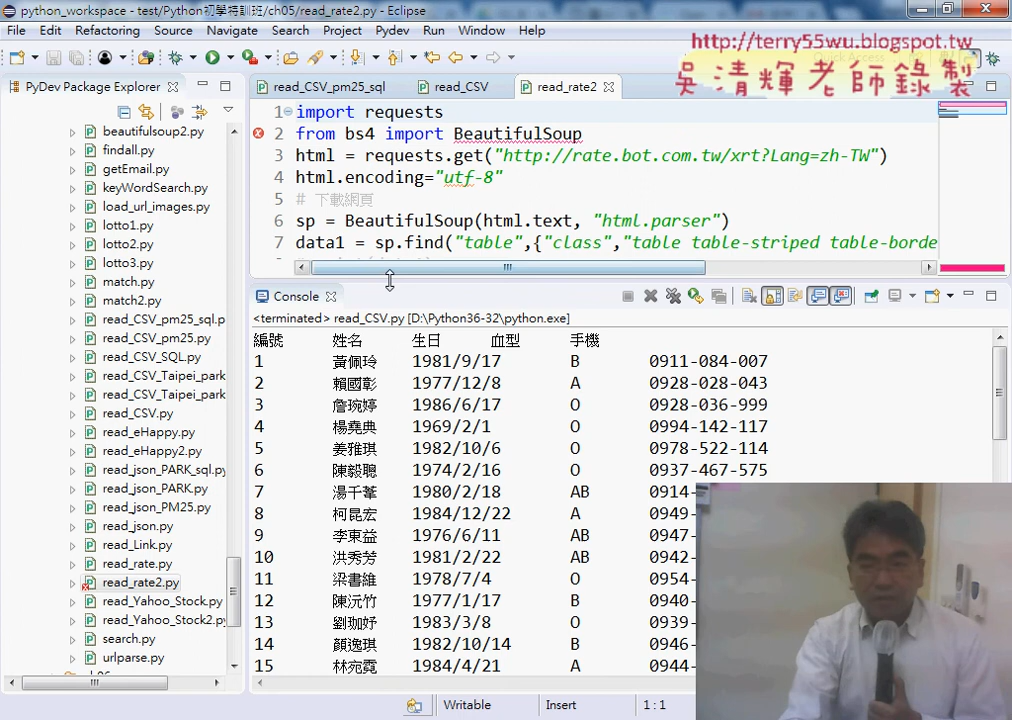 python_workspace - test/Python初學特訓班/ch05/read_rate2.py - Eclipse
File Edit Refactoring Source Navigate Search Project Pydev Run Window Help
http://terry55wu.blogspot.tw
吳清輝老師錄製
Quick Access
PyDev Package Explorer
read_CSV_pm25_sql
read_CSV
read_rate2
beautifulsoup2.py
findall.py
getEmail.py
keyWordSearch.py
load_url_images.py
lotto1.py
lotto2.py
lotto3.py
match.py
match2.py
read_CSV_pm25_sql.p
read_CSV_pm25.py
read_CSV_SQL.py
read_CSV_Taipei_park
read_CSV_Taipei_park
read_CSV.py
read_eHappy.py
read_eHappy2.py
read_json_PARK_sql.py
read_json_PARK.py
read_json_PM25.py
read_json.py
read_Link.py
read_rate.py
read_rate2.py
read_Yahoo_Stock.py
read_Yahoo_Stock2.py
search.py
urlparse.py
1 import requests
2 from bs4 import BeautifulSoup
3 html = requests.get("http://rate.bot.com.tw/xrt?Lang=zh-TW")
4 html.encoding="utf-8"
5 # 下載網頁
6 sp = BeautifulSoup(html.text, "html.parser")
7 data1 = sp.find("table",{"class","table table-striped table-borde
Console
<terminated> read_CSV.py [D:\Python36-32\python.exe]
編號 姓名 生日 血型 手機
1 黃佩玲 1981/9/17 B 0911-084-007
2 賴國彰 1977/12/8 A 0928-028-043
3 詹琬婷 1986/6/17 O 0928-036-999
4 楊堯典 1969/2/1 O 0994-142-117
5 姜雅琪 1982/10/6 O 0978-522-114
6 陳毅聰 1974/2/16 O 0937-467-575
7 湯千葦 1980/2/18 AB 0914-
8 柯昆宏 1984/12/22 A 0949-
9 李東益 1976/6/11 AB 0947-
10 洪秀芳 1981/2/22 AB 0942-
11 梁書維 1978/7/4 O 0954-
12 陳沅竹 1977/1/17 B 0940-
13 劉珈妤 1983/3/8 O 0939-
14 顏逸琪 1982/10/14 B 0946-
15 林宛霓 1984/4/21 A 0944-
Writable Insert 1 : 1